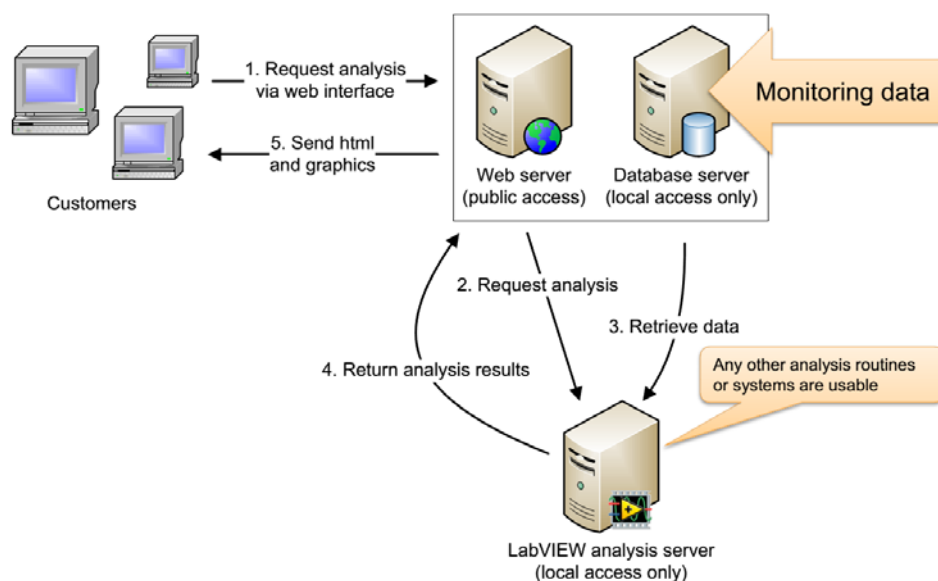 1. Request analysis
via web interface
Monitoring data
5. Send html
and graphics
Web server
(public access)
Database server
(local access only)
Customers
2. Request analysis
3. Retrieve data
4. Return analysis results
Any other analysis routines
or systems are usable
LabVIEW analysis server
(local access only)